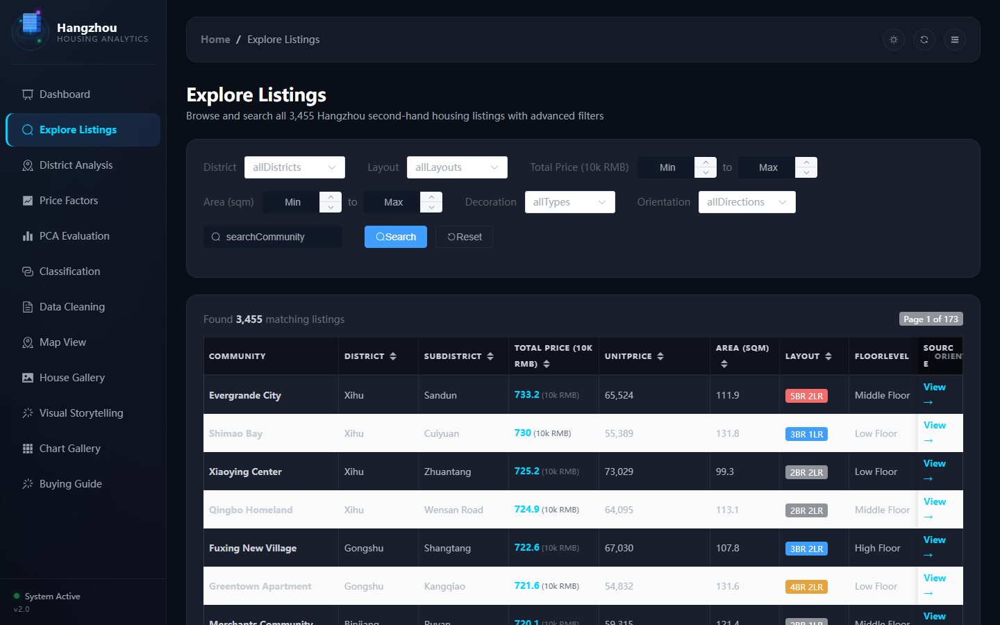 Hangzhou
HOUSING ANALYTICS
Dashboard
Explore Listings
District Analysis
Price Factors
PCA Evaluation
Classification
Data Cleaning
Map View
House Gallery
Visual Storytelling
Chart Gallery
Buying Guide
System Active
v2.0
Home / Explore Listings
Explore Listings
Browse and search all 3,455 Hangzhou second-hand housing listings with advanced filters
District allDistricts Layout allLayouts Total Price (10k RMB) Min to Max
Area (sqm) Min to Max Decoration allTypes Orientation allDirections
searchCommunity Search Reset
Found 3,455 matching listings Page 1 of 173
COMMUNITY DISTRICT SUBDISTRICT TOTAL PRICE (10K RMB) UNITPRICE AREA (SQM) LAYOUT FLOORLEVEL SOURCE ORIEN
Evergrande City Xihu Sandun 733.2 (10k RMB) 65,524 111.9 5BR 2LR Middle Floor View →
Shimao Bay Xihu Cuiyuan 730 (10k RMB) 55,389 131.8 3BR 1LR Low Floor View →
Xiaoying Center Xihu Zhuantang 725.2 (10k RMB) 73,029 99.3 2BR 2LR Low Floor View →
Qingbo Homeland Xihu Wensan Road 724.9 (10k RMB) 64,095 113.1 2BR 2LR Middle Floor View →
Fuxing New Village Gongshu Shangtang 722.6 (10k RMB) 67,030 107.8 3BR 2LR High Floor View →
Greentown Apartment Gongshu Kangqiao 721.6 (10k RMB) 54,832 131.6 4BR 2LR Low Floor View →
Merchants Community Binjiang Puyan 720.1 (10k RMB) 59,315 121.4 2BR 1LR Middle Floor View